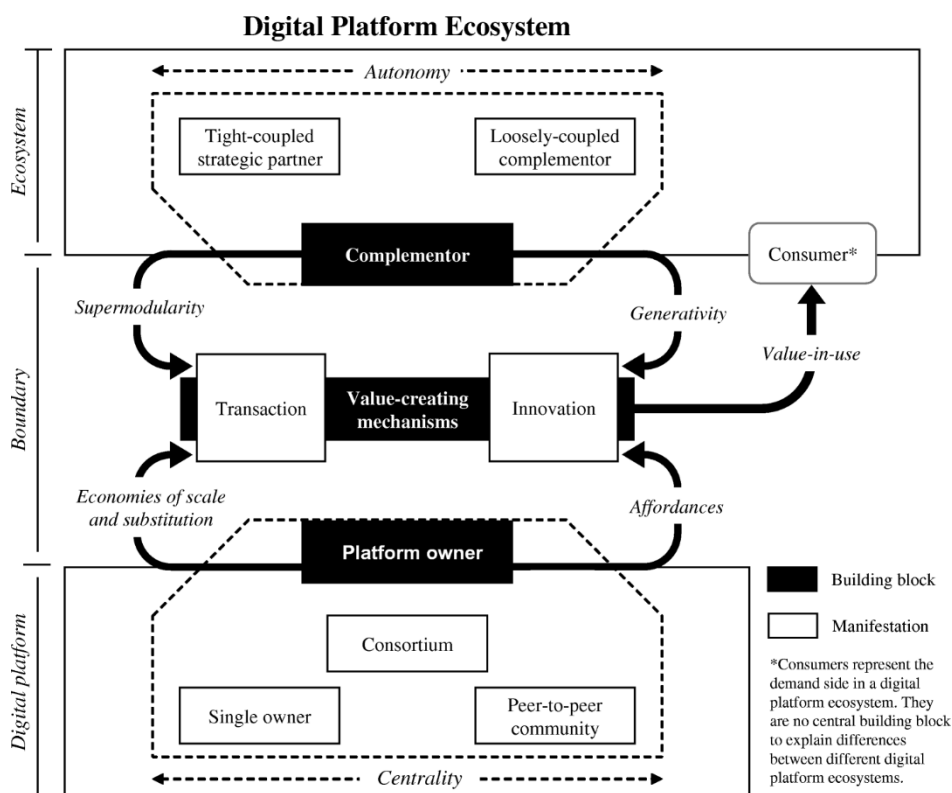 Digital Platform Ecosystem
Ecosystem
Autonomy
Tight-coupled
strategic partner
Loosely-coupled
complementor
Complementor
Consumer*
Boundary
Supermodularity
Generativity
Value-in-use
Transaction
Value-creating
mechanisms
Innovation
Economies of scale
and substitution
Affordances
Platform owner
Digital platform
Consortium
Single owner
Peer-to-peer
community
Centrality
Building block
Manifestation
*Consumers represent the
demand side in a digital
platform ecosystem. They
are no central building block
to explain differences
between different digital
platform ecosystems.